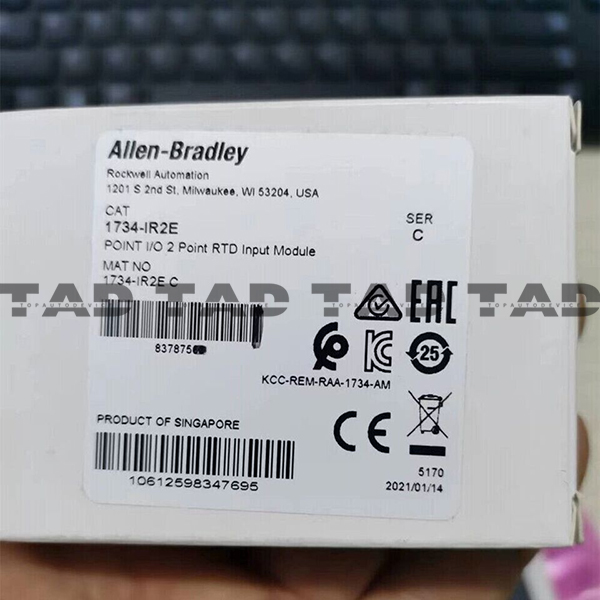 Allen-Bradley
Rockwell Automation
1201 S 2nd St, Milwaukee, WI 53204, USA
CAT
1734-IR2E
POINT I/O 2 Point RTD Input Module
SER
C
MAT NO
1734-IR2E C
TAD TAD TAD TAD
TOPAUTODEVICE
EAC
837875
25
KCC-REM-RAA-1734-AM
PRODUCT OF SINGAPORE
CE
10612598347695
5170
2021/01/14